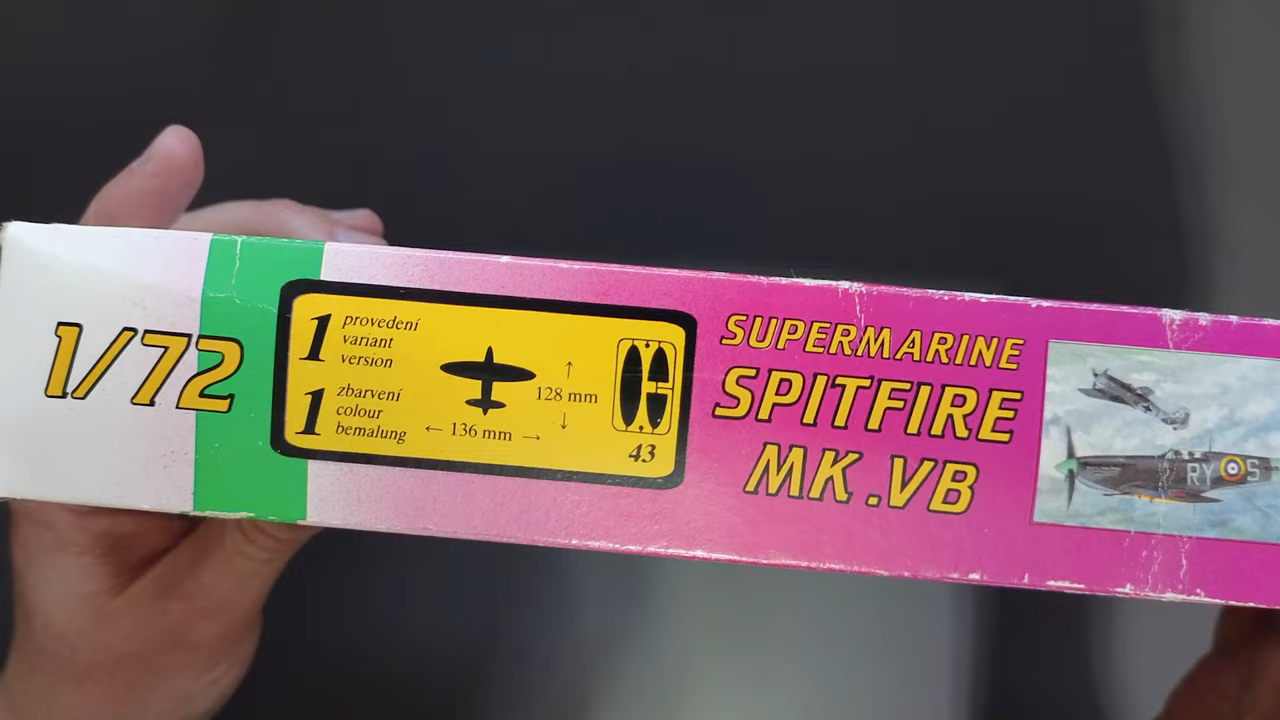 1/72
1
provedení
variant
version
1
zbarvení
colour
bemalung
← 136 mm →
↑
128 mm
↓
43
SUPERMARINE
SPITFIRE
MK.VB
RY S